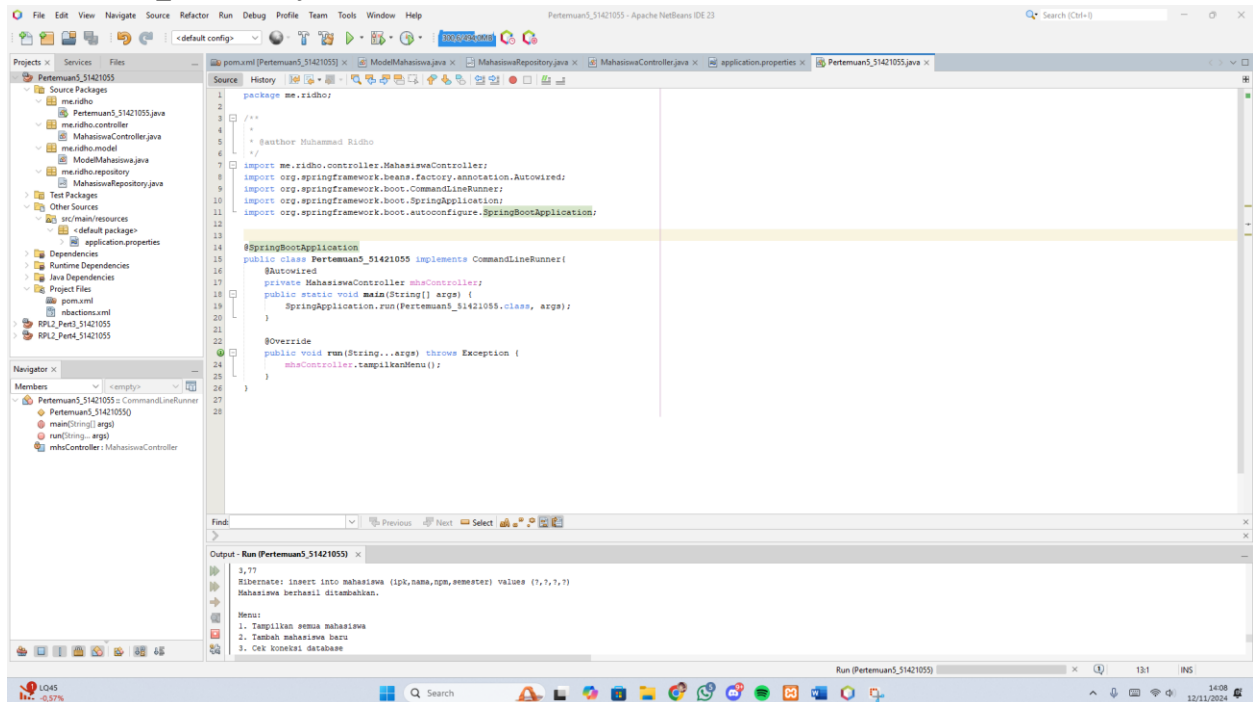 File Edit View Navigate Source Refactor Run Debug Profile Team Tools Window Help
Pertemuan5_51421055 - Apache NetBeans IDE 23
Search (Ctrl+I)
<default config>
Projects Services Files
pom.xml [Pertemuan5_51421055] ModelMahasiswa.java MahasiswaRepository.java MahasiswaController.java application.properties Pertemuan5_51421055.java
Source History
Pertemuan5_51421055
Source Packages
me.ridho
Pertemuan5_51421055.java
me.ridho.controller
MahasiswaController.java
me.ridho.model
ModelMahasiswa.java
me.ridho.repository
MahasiswaRepository.java
Test Packages
Other Sources
src/main/resources
<default package>
application.properties
Dependencies
Runtime Dependencies
Java Dependencies
Project Files
pom.xml
nbactions.xml
RPL2_Pert3_51421055
RPL2_Pert4_51421055
Navigator
Members <empty>
Pertemuan5_51421055 :: CommandLineRunner
Pertemuan5_51421055()
main(String[] args)
run(String... args)
mhsController : MahasiswaController
1 package me.ridho;
2
3 /**
4 *
5 * @author Muhammad Ridho
6 */
7 import me.ridho.controller.MahasiswaController;
8 import org.springframework.beans.factory.annotation.Autowired;
9 import org.springframework.boot.CommandLineRunner;
10 import org.springframework.boot.SpringApplication;
11 import org.springframework.boot.autoconfigure.SpringBootApplication;
12
13
14 @SpringBootApplication
15 public class Pertemuan5_51421055 implements CommandLineRunner{
16 @Autowired
17 private MahasiswaController mhsController;
18 public static void main(String[] args) {
19 SpringApplication.run(Pertemuan5_51421055.class, args);
20 }
21
22 @Override
public void run(String...args) throws Exception {
24 mhsController.tampilkanMenu();
25 }
26 }
27
28
Find: Previous Next Select
Output - Run (Pertemuan5_51421055)
3,77
Hibernate: insert into mahasiswa (ipk,nama,npm,semester) values (?,?,?,?)
Mahasiswa berhasil ditambahkan.
Menu:
1. Tampilkan semua mahasiswa
2. Tambah mahasiswa baru
3. Cek koneksi database
Run (Pertemuan5_51421055)
13:1 INS
LQ45
-0,57%
Search
14:08
12/11/2024